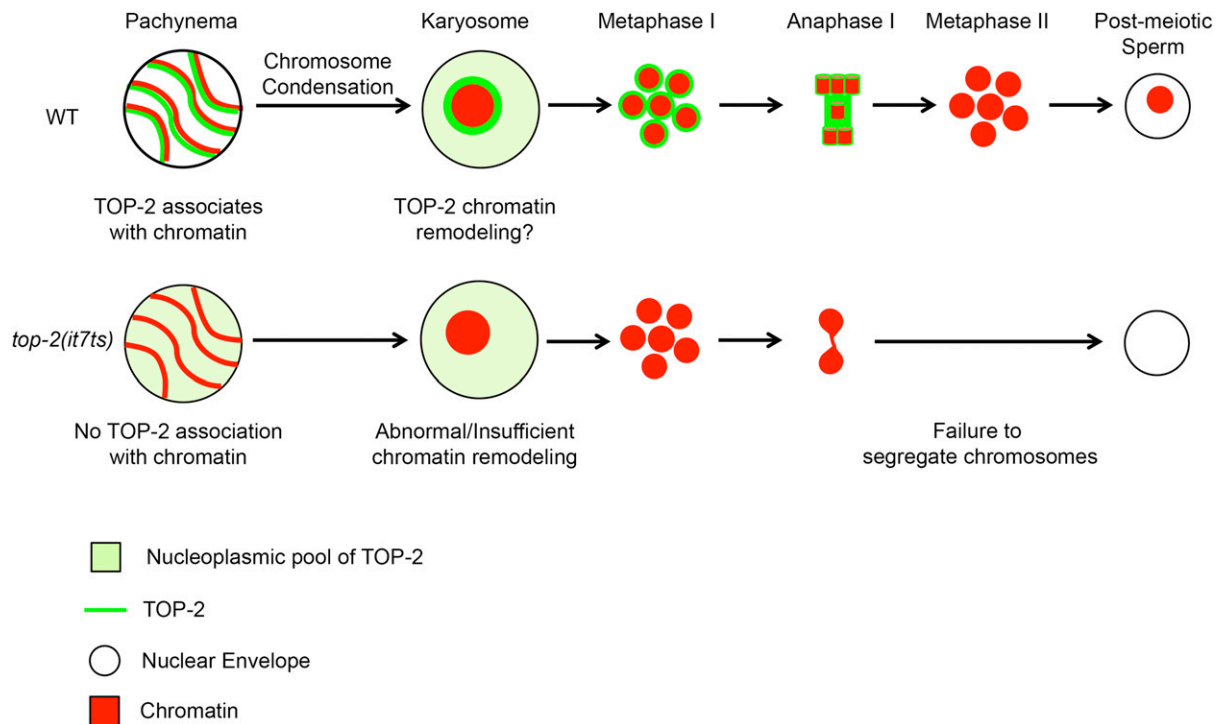 Pachynema
Karyosome
Metaphase I
Anaphase I
Metaphase II
Post-meiotic
Sperm
Chromosome
Condensation
WT
TOP-2 associates
with chromatin
TOP-2 chromatin
remodeling?
top-2(it7ts)
No TOP-2 association
with chromatin
Abnormal/Insufficient
chromatin remodeling
Failure to
segregate chromosomes
Nucleoplasmic pool of TOP-2
TOP-2
Nuclear Envelope
Chromatin